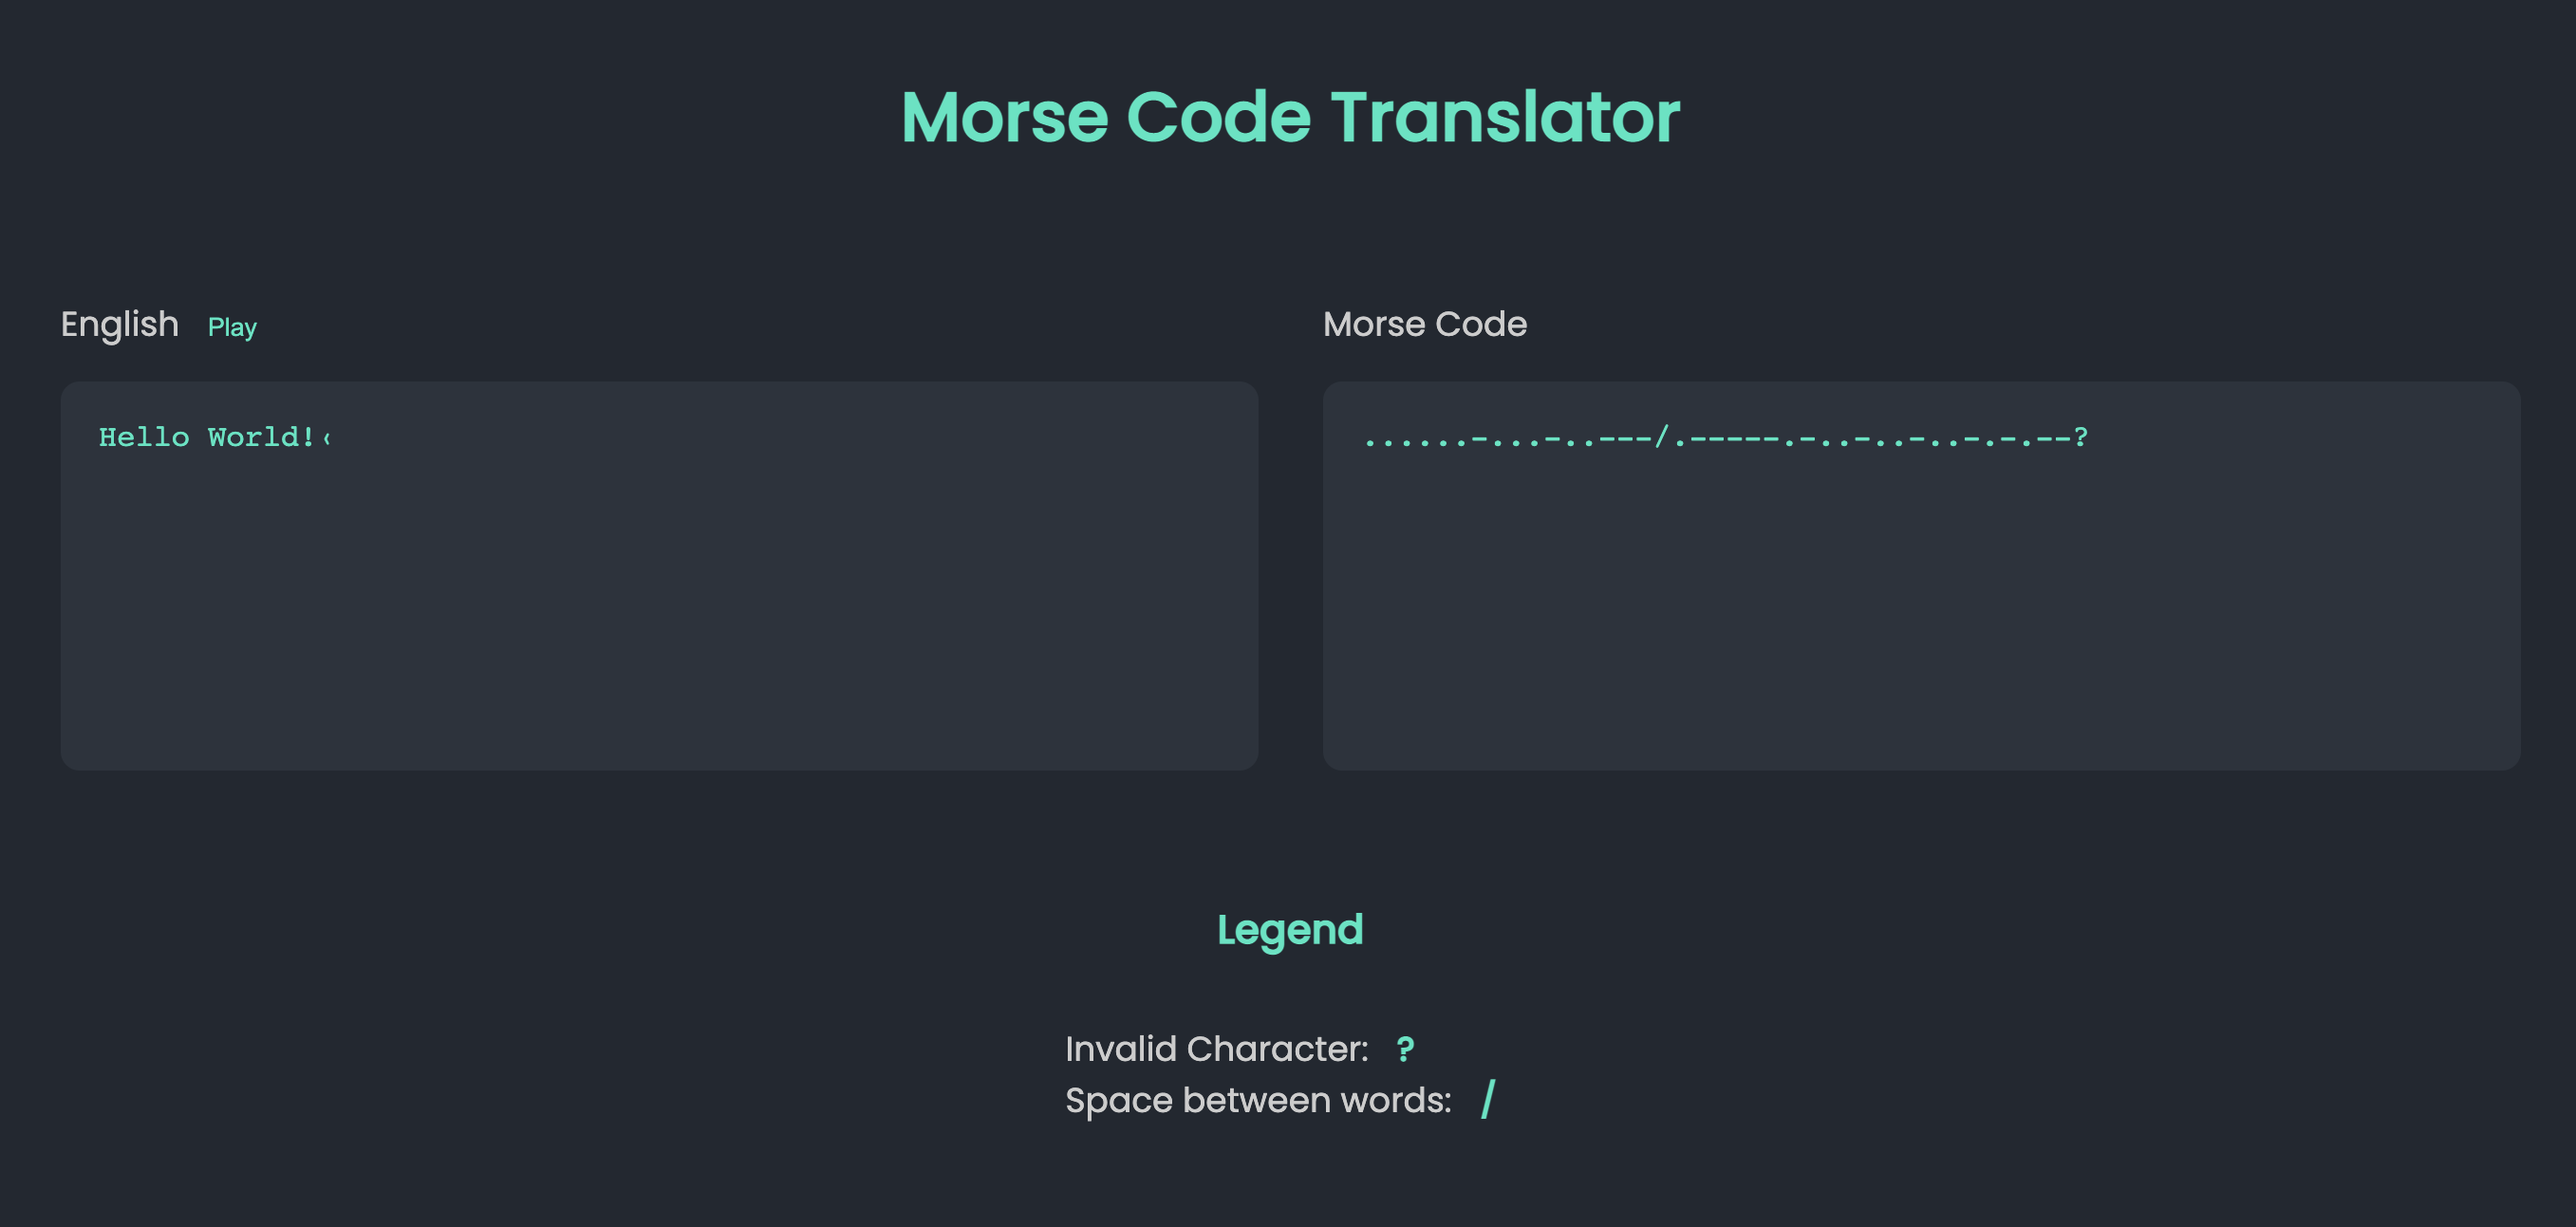 Morse Code Translator
English Play
Morse Code
Hello World!‹
......-...-..---/.-----.-..-..-..-.-.--?
Legend
Invalid Character: ?
Space between words: /